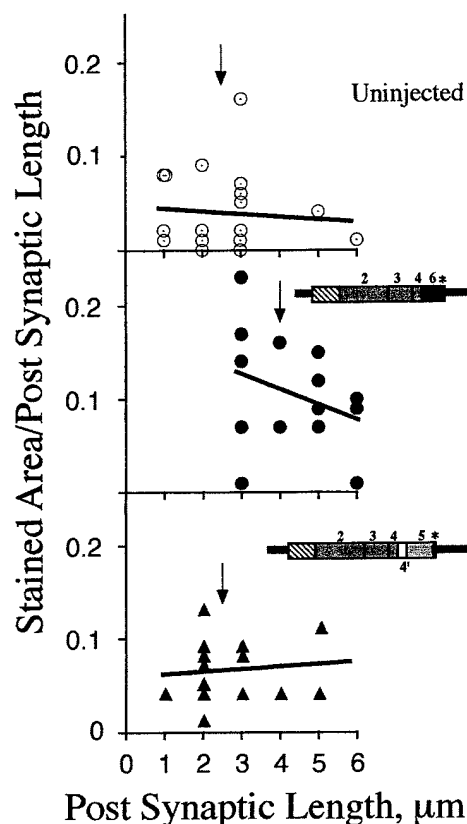 Stained Area/Post Synaptic Length
0.2
0.1
Uninjected
0.2
0.1
2 3 4 6 *
0.2
0.1
0
2 3 4 5 *
4'
0 1 2 3 4 5 6
Post Synaptic Length, µm